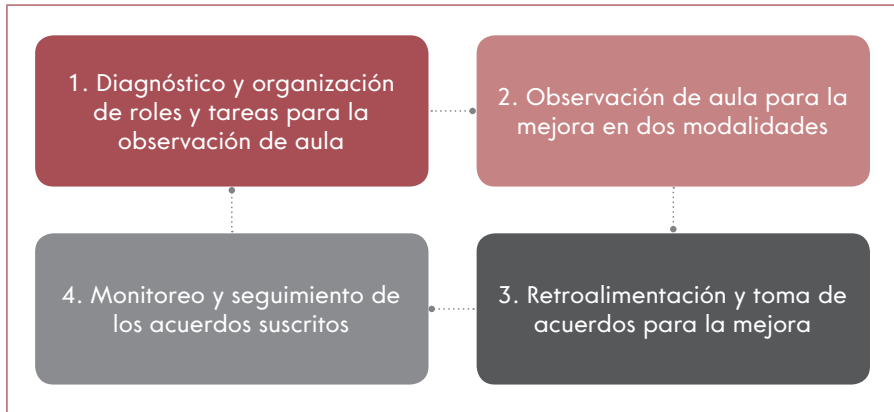 1. Diagnóstico y organización
de roles y tareas para la
observación de aula
2. Observación de aula para la
mejora en dos modalidades
3. Retroalimentación y toma de
acuerdos para la mejora
4. Monitoreo y seguimiento de
los acuerdos suscritos